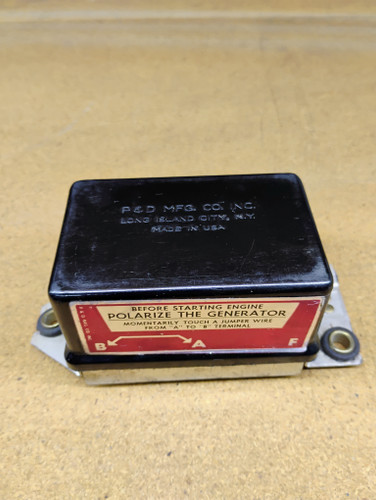 P & D MFG. CO. INC.
LONG ISLAND CITY, N.Y.
MADE IN USA
BEFORE STARTING ENGINE
POLARIZE THE GENERATOR
MOMENTARILY TOUCH A JUMPER WIRE
FROM "A" TO "B" TERMINAL
B A F